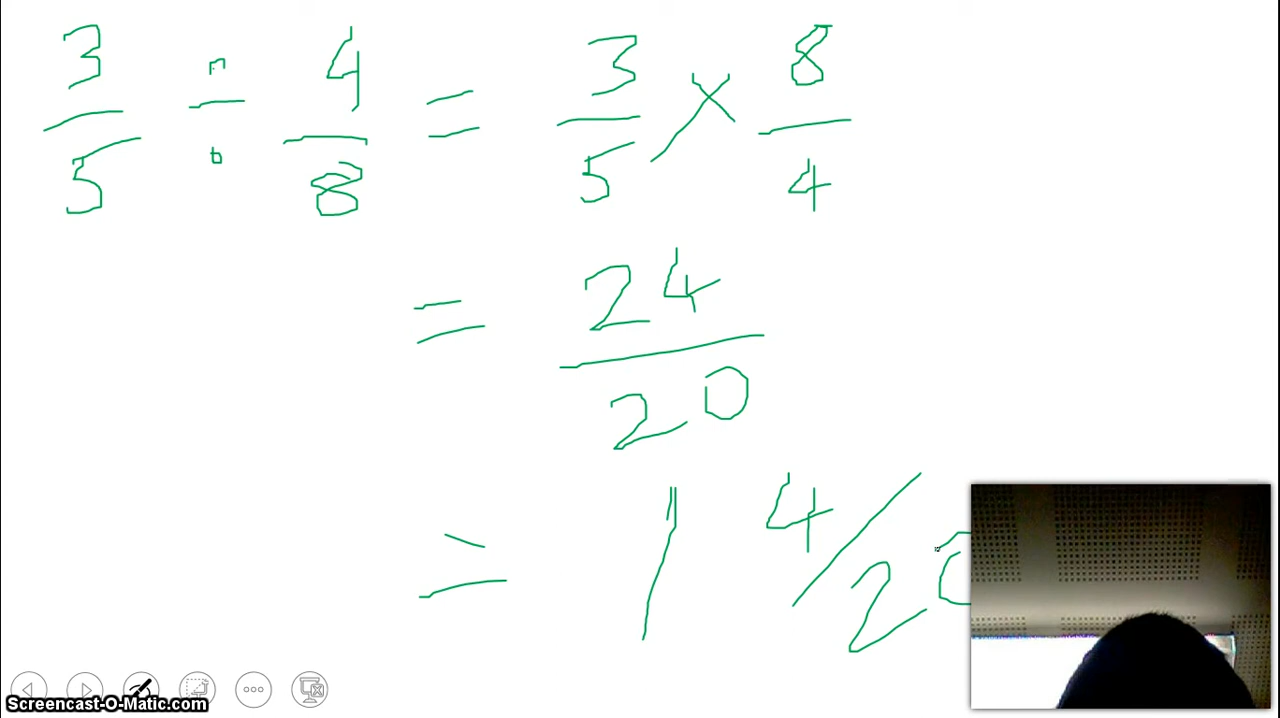 3/5 ÷ 4/8 = 3/5 × 8/4
= 24/20
= 1 4/20
Screencast-O-Matic.com